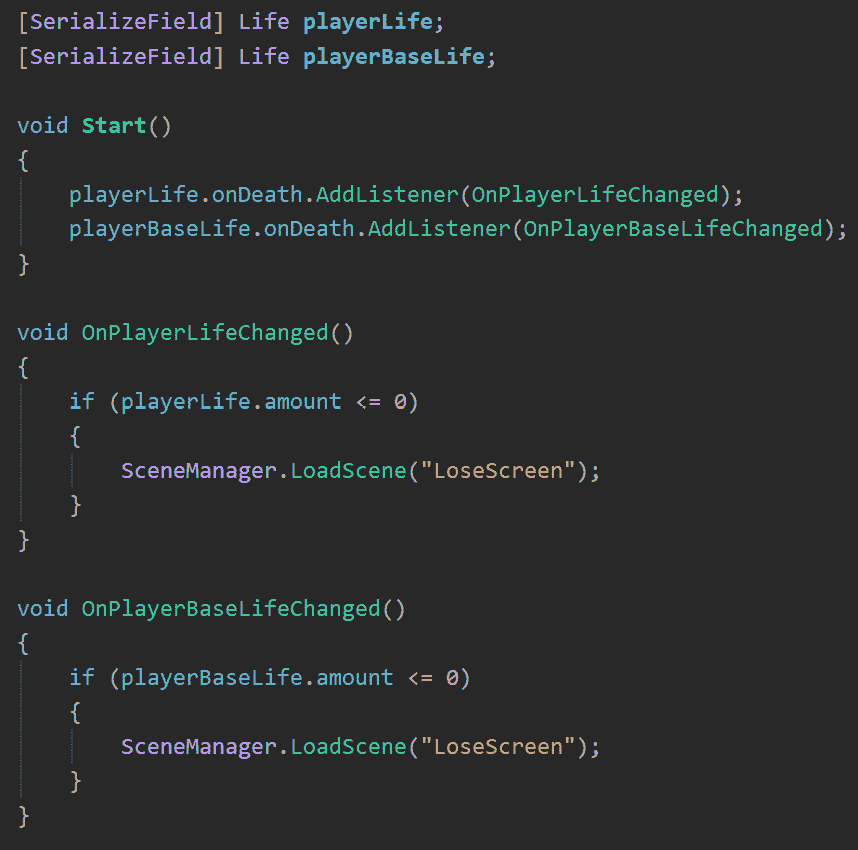 [SerializeField] Life playerLife;
[SerializeField] Life playerBaseLife;

void Start()
{
    playerLife.onDeath.AddListener(OnPlayerLifeChanged);
    playerBaseLife.onDeath.AddListener(OnPlayerBaseLifeChanged);
}

void OnPlayerLifeChanged()
{
    if (playerLife.amount <= 0)
    {
        SceneManager.LoadScene("LoseScreen");
    }
}

void OnPlayerBaseLifeChanged()
{
    if (playerBaseLife.amount <= 0)
    {
        SceneManager.LoadScene("LoseScreen");
    }
}